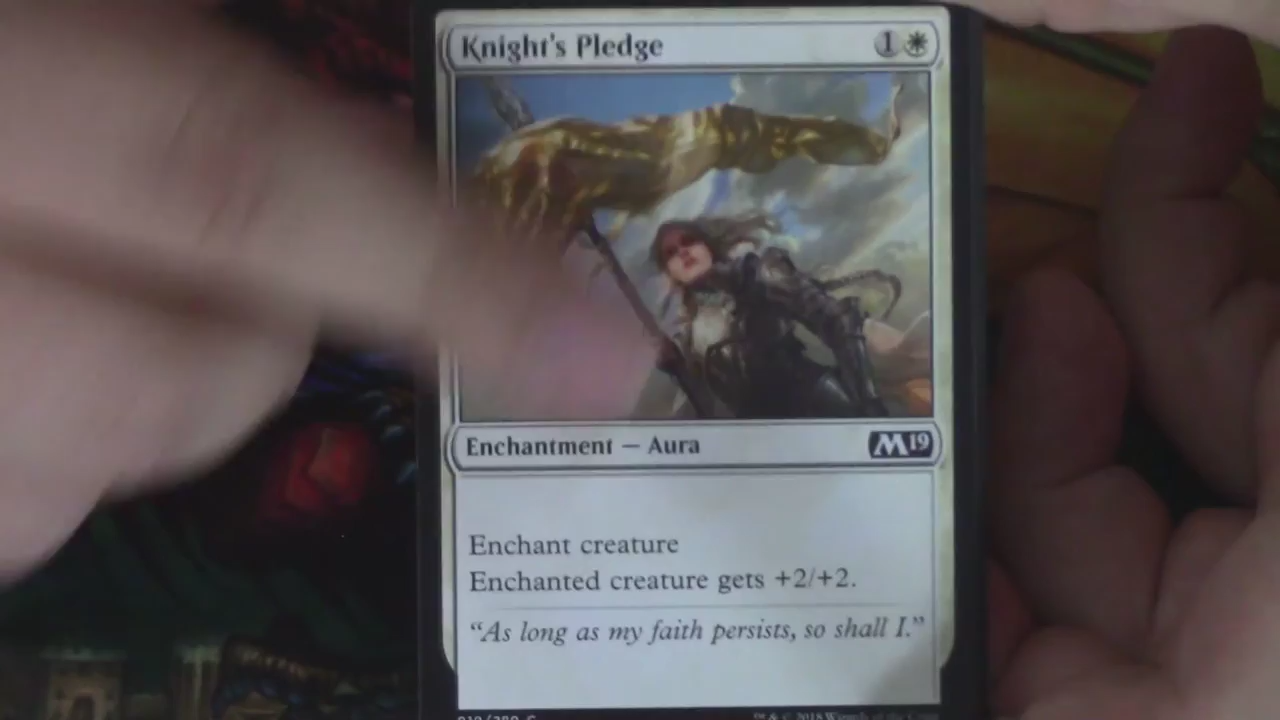 Knight's Pledge 1
Enchantment — Aura M19
Enchant creature
Enchanted creature gets +2/+2.
"As long as my faith persists, so shall I."